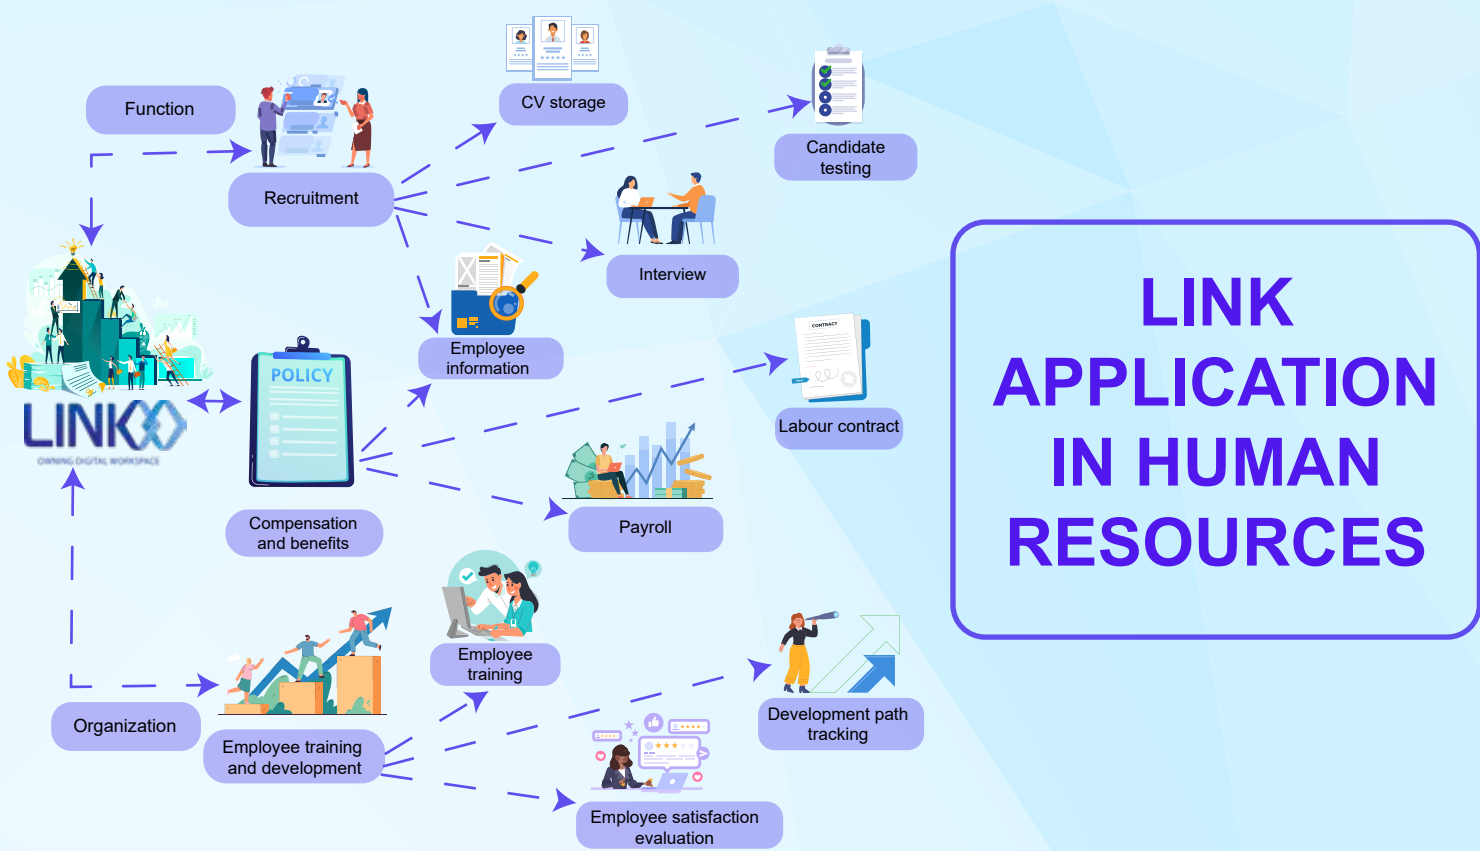 Function
Recruitment
CV storage
Candidate
testing
Interview
Employee
information
POLICY
LINK
OWNING DIGITAL WORKSPACE
Compensation
and benefits
CONTRACT
Labour contract
Payroll
Organization
Employee training
and development
Employee
training
Development path
tracking
Employee satisfaction
evaluation
LINK
APPLICATION
IN HUMAN
RESOURCES